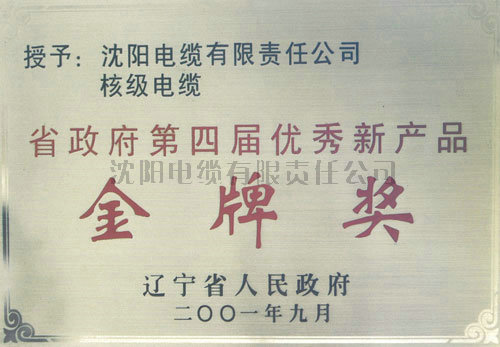 授予：沈阳电缆有限责任公司
核级电缆
省政府第四届优秀新产品
沈阳电缆有限责任公司
金牌奖
辽宁省人民政府
二〇〇一年九月